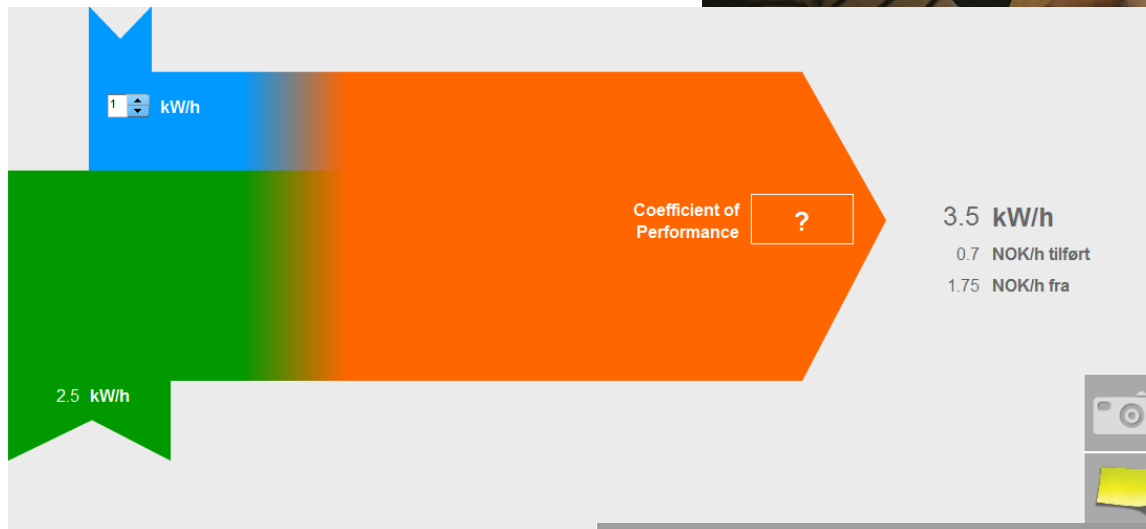 1 kW/h
Coefficient of
Performance
?
3.5 kW/h
0.7 NOK/h tilført
1.75 NOK/h fra
2.5 kW/h